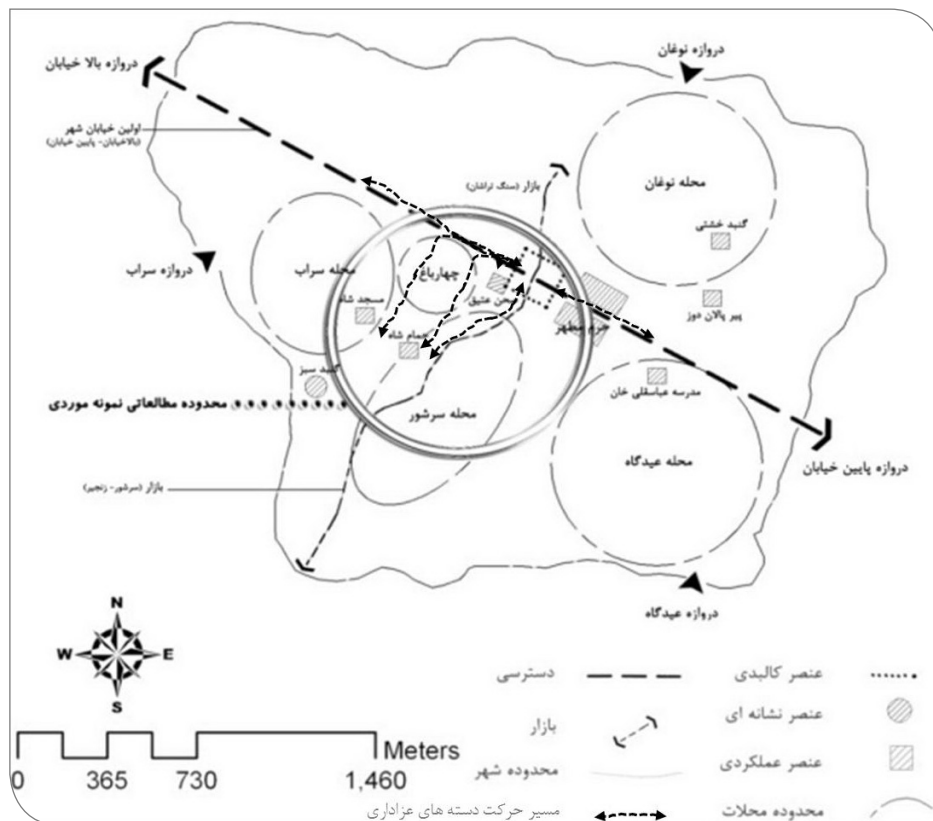 دروازه نوغان
دروازه بالا خیابان
اولین خیابان شهر
(بالاخیابان- پایین خیابان)
بازار (سنگ تراشان)
محله نوغان
گنبد خشتی
دروازه سراب
محله سراب
چهارباغ
صحن عتیق
مسجد شاه
حرم مطهر
پیر پالان دوز
حمام شاه
گنبد سبز
مدرسه عباسقلی خان
محدوده مطالعاتی نمونه موردی
محله سرشور
محله عیدگاه
دروازه پایین خیابان
بازار (سرشور- زنجیر)
دروازه عیدگاه
N
W E
S
عنصر کالبدی
دسترسی
عنصر نشانه ای
بازار
عنصر عملکردی
محدوده شهر
محدوده محلات
مسیر حرکت دسته های عزاداری
Meters
0 365 730 1,460